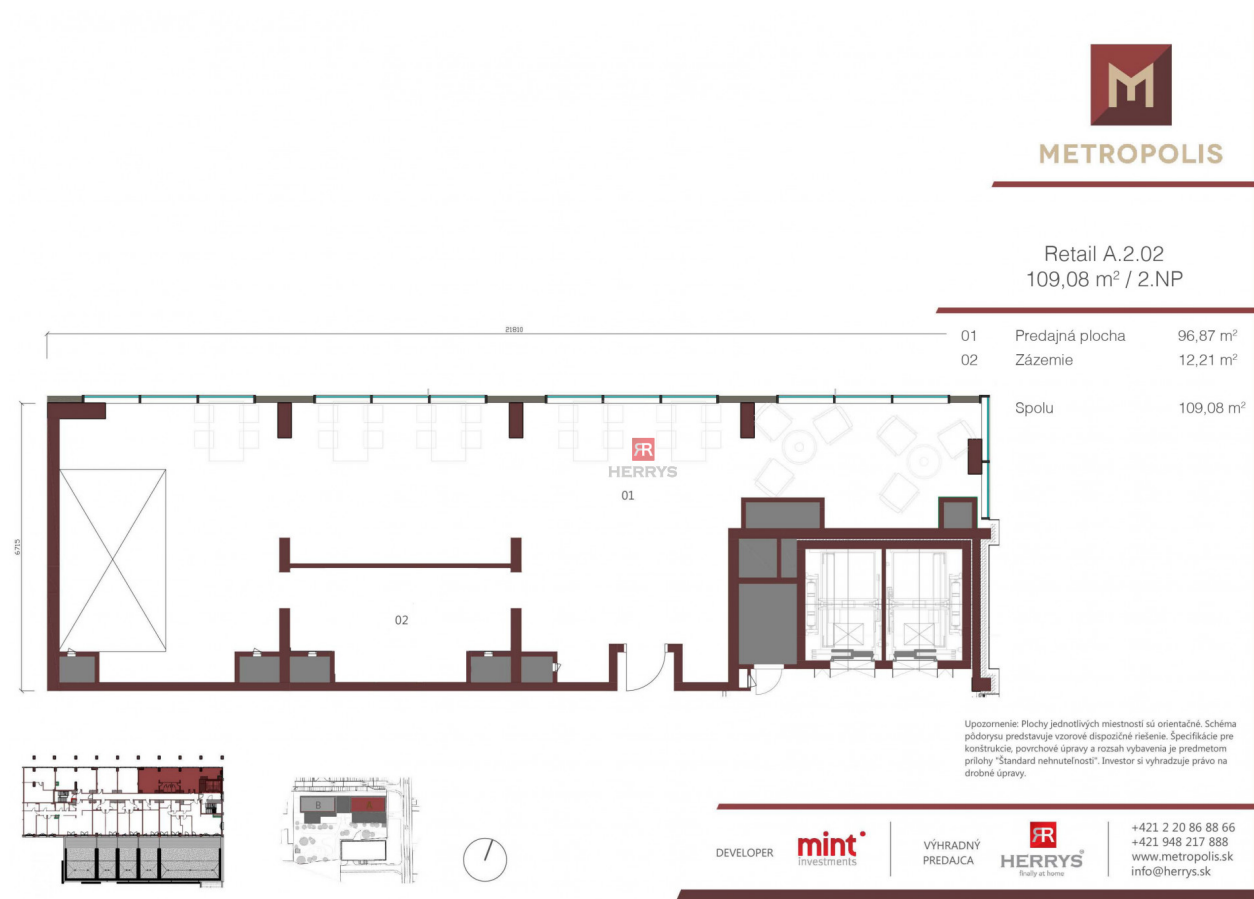 M
METROPOLIS
Retail A.2.02
109,08 m² / 2.NP
01 Predajná plocha 96,87 m²
02 Zázemie 12,21 m²
Spolu 109,08 m²
21810
6715
HERRYS
01
02
Upozornenie: Plochy jednotlivých miestností sú orientačné. Schéma
pôdorysu predstavuje vzorové dispozičné riešenie. Špecifikácie pre
konštrukcie, povrchové úpravy a rozsah vybavenia je predmetom
prílohy "Štandard nehnuteľnosti". Investor si vyhradzuje právo na
drobné úpravy.
B A
DEVELOPER
mint
investments
VÝHRADNÝ
PREDAJCA
HERRYS
finally at home
+421 2 20 86 88 66
+421 948 217 888
www.metropolis.sk
info@herrys.sk